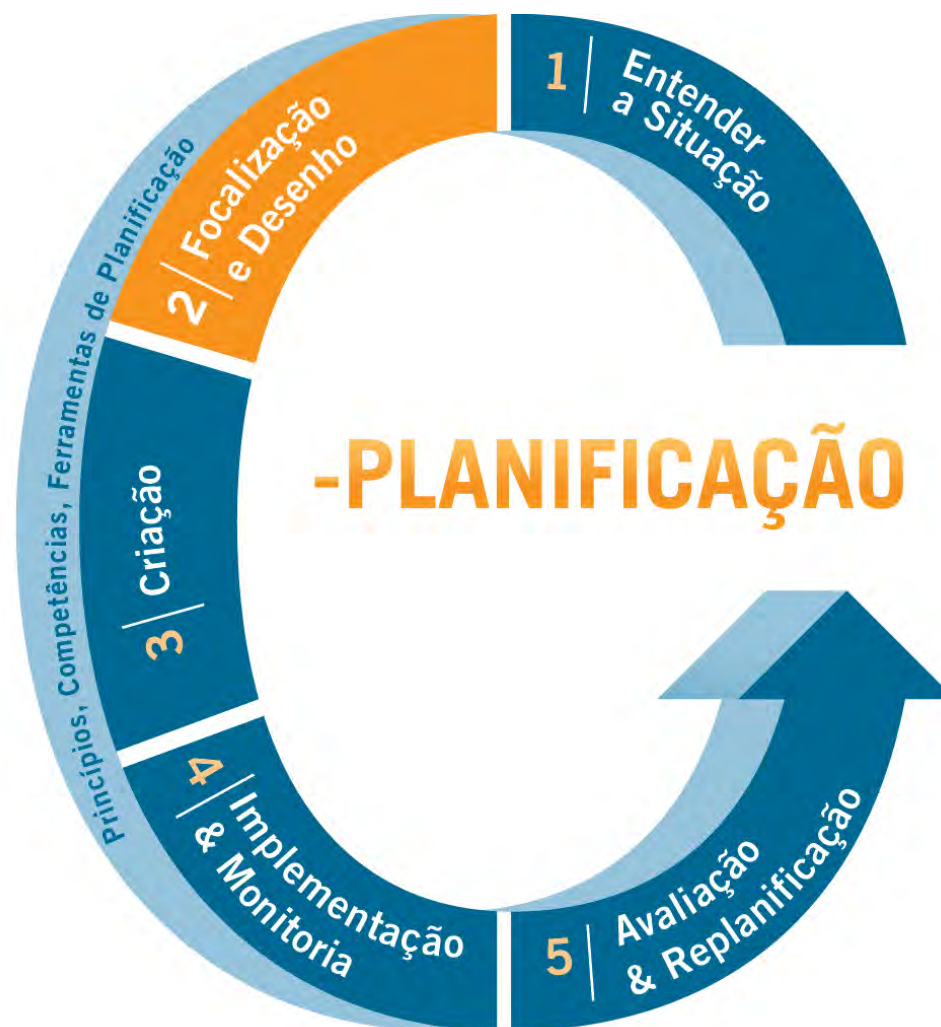 1
Entender
a Situação
2
Focalização
e Desenho
3
Criação
4
Implementação
& Monitoria
5
Avaliação
& Replanificação
Princípios, Competências, Ferramentas de Planificação
-PLANIFICAÇÃO